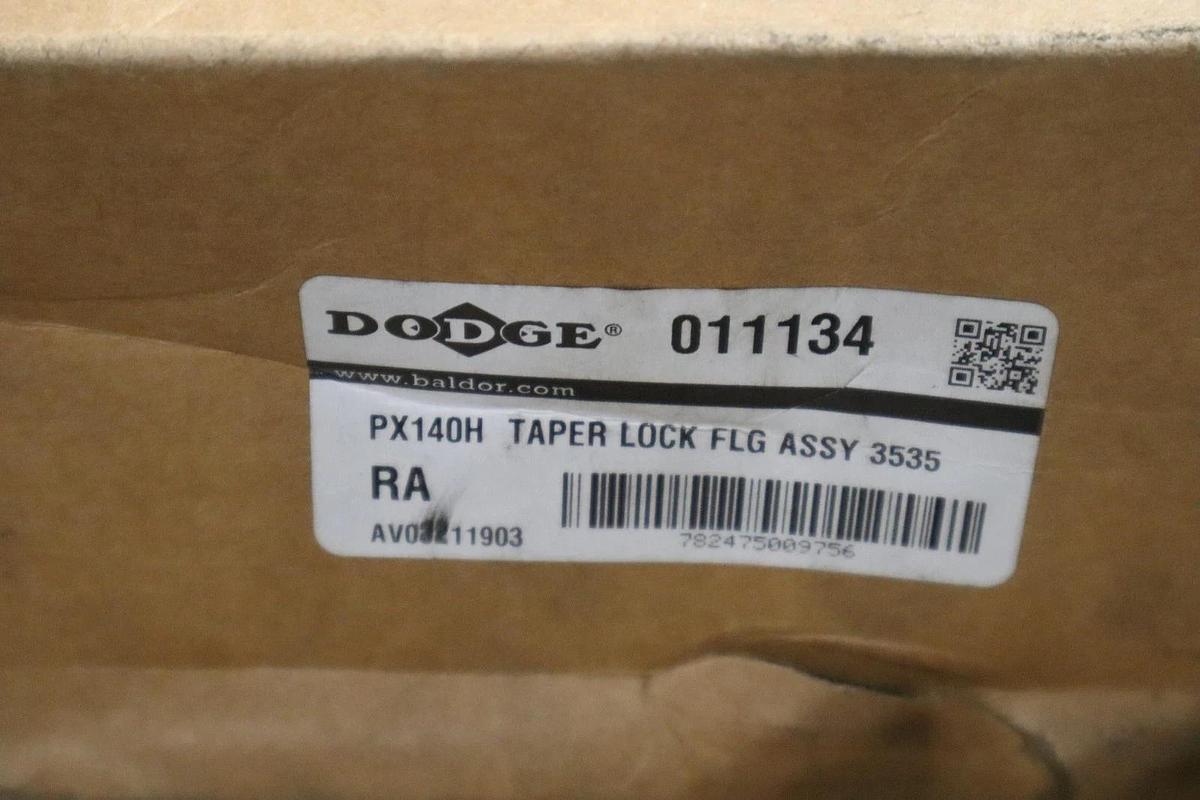 DODGE® 011134
www.baldor.com
PX140H TAPER LOCK FLG ASSY 3535
RA
782475009756